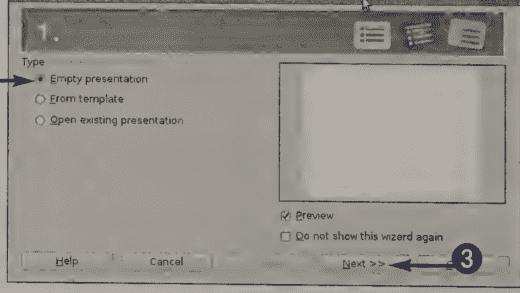 1.
Type
Empty presentation
From template
Open existing presentation
Preview
Do not show this wizard again
Help Cancel Next >> 3